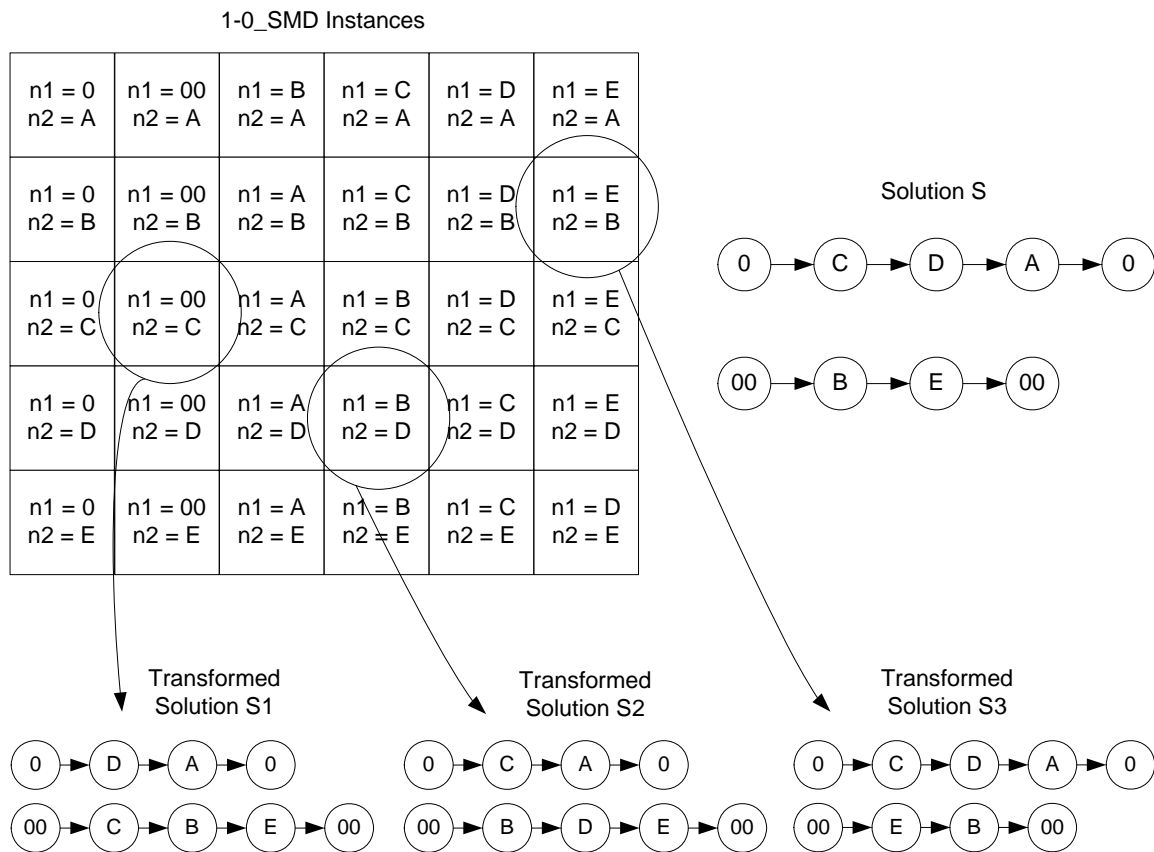 1-0_SMD Instances
n1 = 0 n1 = 00 n1 = B n1 = C n1 = D n1 = E
n2 = A n2 = A n2 = A n2 = A n2 = A n2 = A
n1 = 0 n1 = 00 n1 = A n1 = C n1 = D n1 = E
n2 = B n2 = B n2 = B n2 = B n2 = B n2 = B
n1 = 0 n1 = 00 n1 = A n1 = B n1 = D n1 = E
n2 = C n2 = C n2 = C n2 = C n2 = C n2 = C
n1 = 0 n1 = 00 n1 = A n1 = B n1 = C n1 = E
n2 = D n2 = D n2 = D n2 = D n2 = D n2 = D
n1 = 0 n1 = 00 n1 = A n1 = B n1 = C n1 = D
n2 = E n2 = E n2 = E n2 = E n2 = E n2 = E
Solution S
0 C D A 0
00 B E 00
Transformed
Solution S1
0 D A 0
00 C B E 00
Transformed
Solution S2
0 C A 0
00 B D E 00
Transformed
Solution S3
0 C D A 0
00 E B 00